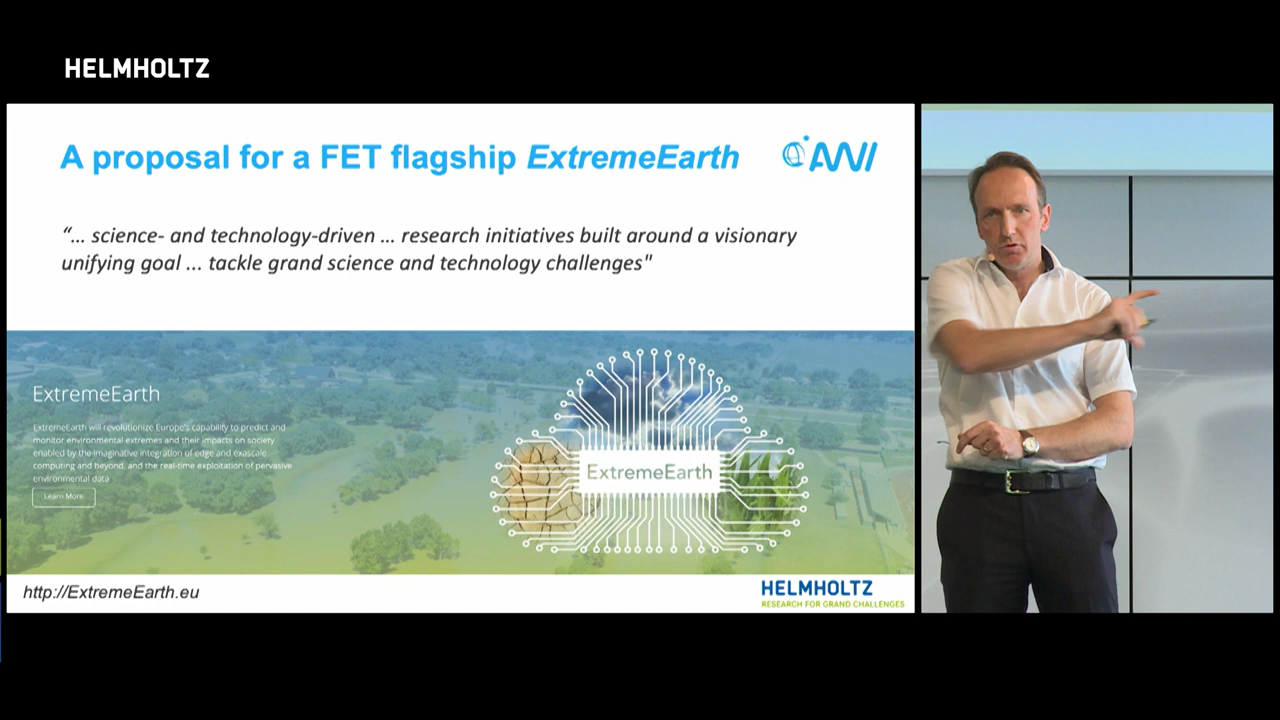 HELMHOLTZ
A proposal for a FET flagship ExtremeEarth
AWI
“... science- and technology-driven ... research initiatives built around a visionary
unifying goal ... tackle grand science and technology challenges"
ExtremeEarth
ExtremeEarth will revolutionize Europe's capability to predict and
monitor environmental extremes and their impacts on society
enabled by the imaginative integration of edge and exascale
computing and beyond, and the real-time exploitation of pervasive
environmental data
Learn More
ExtremeEarth
http://ExtremeEarth.eu
HELMHOLTZ
RESEARCH FOR GRAND CHALLENGES